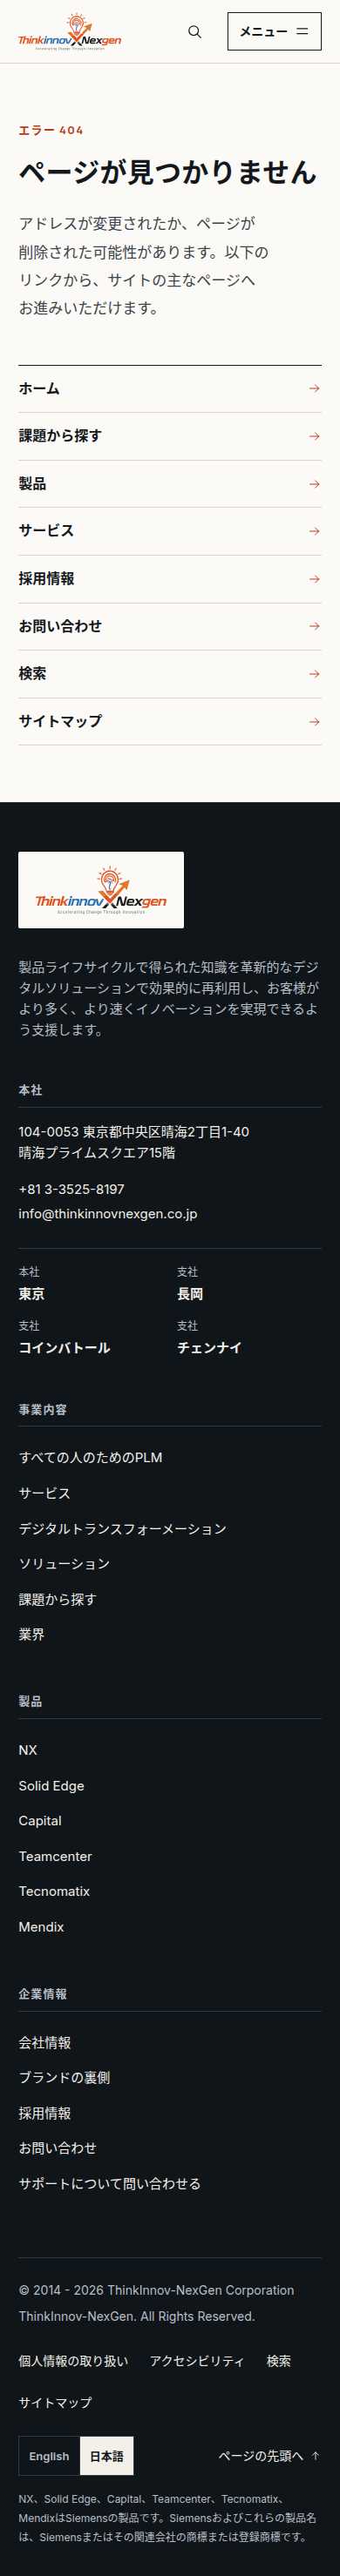 ThinkinnovNexgen
Accelerating Change Through Innovation
メニュー
エラー 404
ページが見つかりません
アドレスが変更されたか、ページが
削除された可能性があります。以下の
リンクから、サイトの主なページへ
お進みいただけます。
ホーム
課題から探す
製品
サービス
採用情報
お問い合わせ
検索
サイトマップ
ThinkinnovNexgen
Accelerating Change Through Innovation
製品ライフサイクルで得られた知識を革新的なデジ
タルソリューションで効果的に再利用し、お客様が
より多く、より速くイノベーションを実現できるよ
う支援します。
本社
104-0053 東京都中央区晴海2丁目1-40
晴海プライムスクエア15階
+81 3-3525-8197
info@thinkinnovnexgen.co.jp
本社 支社
東京 長岡
支社 支社
コインバトール チェンナイ
事業内容
すべての人のためのPLM
サービス
デジタルトランスフォーメーション
ソリューション
課題から探す
業界
製品
NX
Solid Edge
Capital
Teamcenter
Tecnomatix
Mendix
企業情報
会社情報
ブランドの裏側
採用情報
お問い合わせ
サポートについて問い合わせる
© 2014 - 2026 ThinkInnov-NexGen Corporation
ThinkInnov-NexGen. All Rights Reserved.
個人情報の取り扱い アクセシビリティ 検索
サイトマップ
English 日本語 ページの先頭へ ↑
NX、Solid Edge、Capital、Teamcenter、Tecnomatix、
MendixはSiemensの製品です。Siemensおよびこれらの製品名
は、Siemensまたはその関連会社の商標または登録商標です。